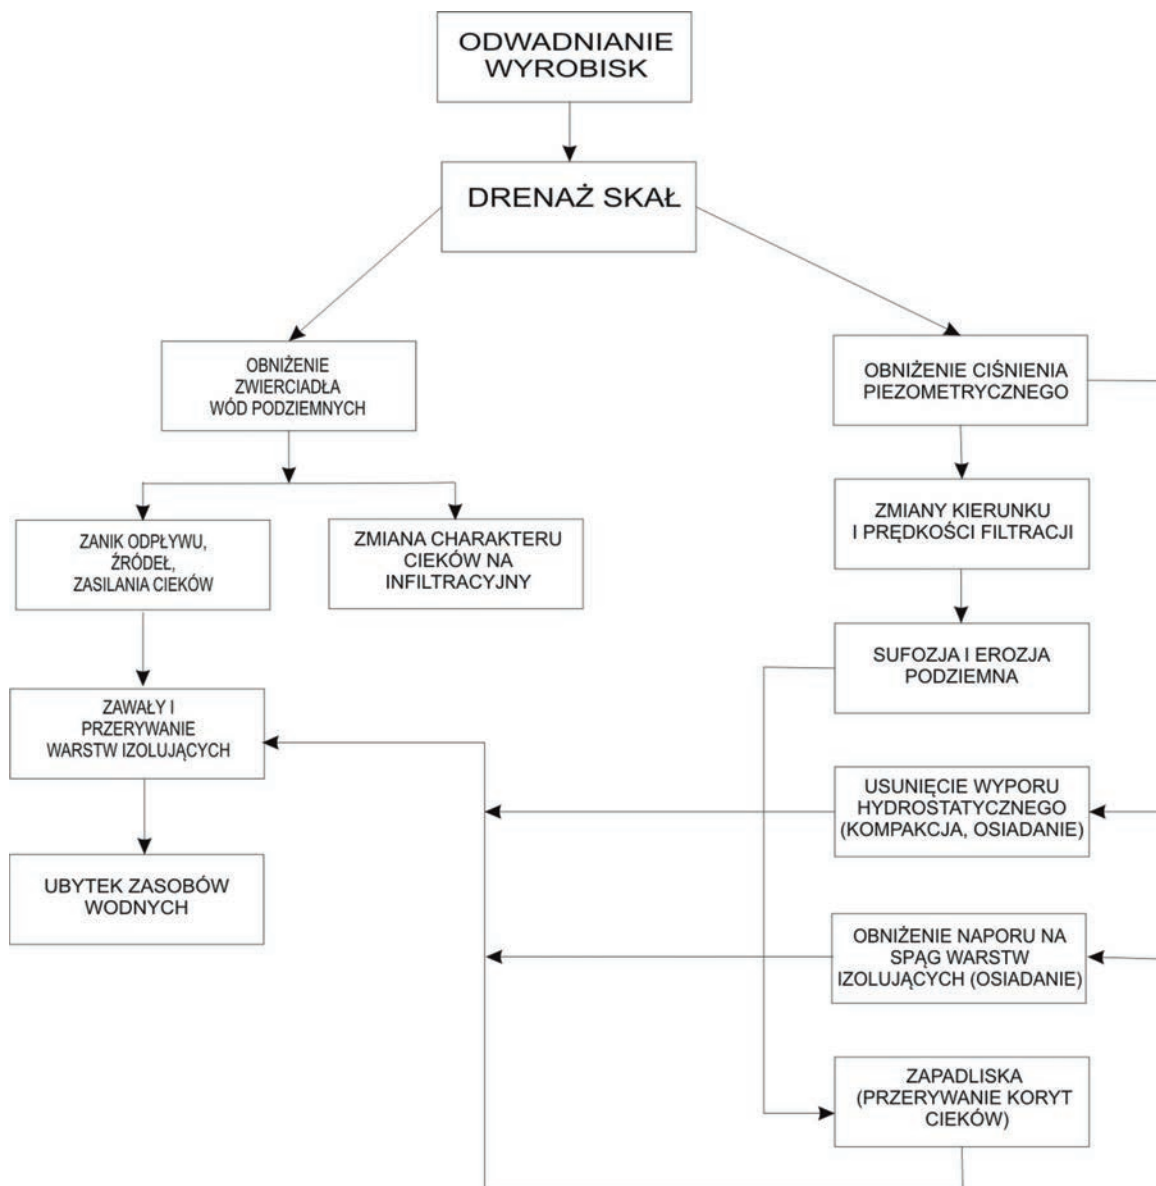 ODWADNIANIE
WYROBISK
DRENAŻ SKAŁ
OBNIŻENIE
ZWIERCIADŁA
WÓD PODZIEMNYCH
OBNIŻENIE CIŚNIENIA
PIEZOMETRYCZNEGO
ZANIK ODPŁYWU,
ŹRÓDEŁ,
ZASILANIA CIEKÓW
ZMIANA CHARAKTERU
CIEKÓW NA
INFILTRACYJNY
ZMIANY KIERUNKU
I PRĘDKOŚCI FILTRACJI
SUFOZJA I EROZJA
PODZIEMNA
ZAWAŁY I
PRZERYWANIE
WARSTW IZOLUJĄCYCH
USUNIĘCIE WYPORU
HYDROSTATYCZNEGO
(KOMPAKCJA, OSIADANIE)
UBYTEK ZASOBÓW
WODNYCH
OBNIŻENIE NAPORU NA
SPĄG WARSTW
IZOLUJĄCYCH (OSIADANIE)
ZAPADLISKA
(PRZERYWANIE KORYT
CIEKÓW)